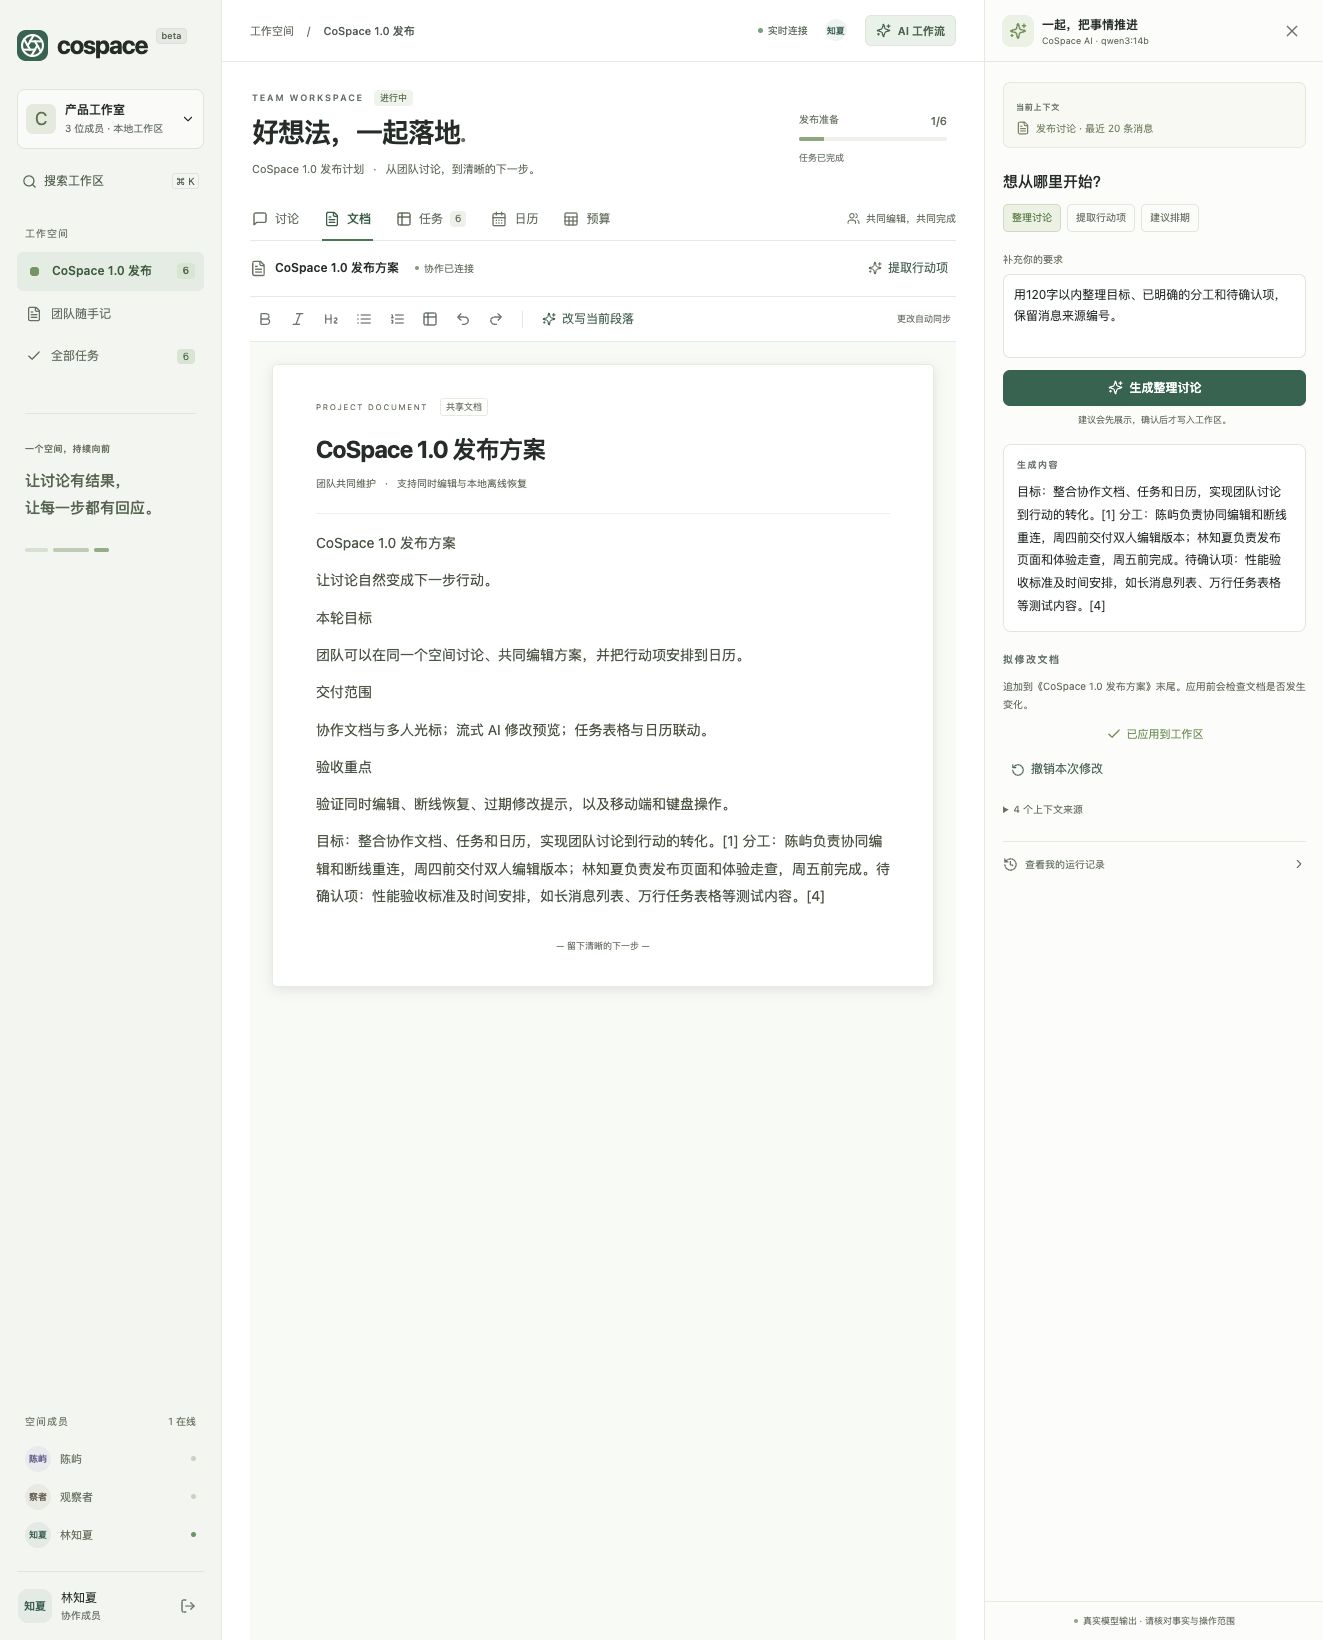 cospace
beta
C
产品工作室
3 位成员 · 本地工作区
搜索工作区
⌘ K
工作空间
CoSpace 1.0 发布
6
团队随手记
全部任务
6
一个空间，持续向前
让讨论有结果，
让每一步都有回应。
空间成员
1 在线
陈屿
陈屿
察者
观察者
知夏
林知夏
知夏
林知夏
协作成员
工作空间 / CoSpace 1.0 发布
实时连接
知夏
AI 工作流
TEAM WORKSPACE
进行中
好想法，一起落地.
CoSpace 1.0 发布计划 · 从团队讨论，到清晰的下一步。
发布准备
1/6
任务已完成
讨论
文档
任务
6
日历
预算
共同编辑，共同完成
CoSpace 1.0 发布方案
协作已连接
提取行动项
H2
改写当前段落
更改自动同步
PROJECT DOCUMENT
共享文档
CoSpace 1.0 发布方案
团队共同维护 · 支持同时编辑与本地离线恢复
CoSpace 1.0 发布方案
让讨论自然变成下一步行动。
本轮目标
团队可以在同一个空间讨论、共同编辑方案，并把行动项安排到日历。
交付范围
协作文档与多人光标；流式 AI 修改预览；任务表格与日历联动。
验收重点
验证同时编辑、断线恢复、过期修改提示，以及移动端和键盘操作。
目标：整合协作文档、任务和日历，实现团队讨论到行动的转化。[1] 分工：陈屿负责协同编
辑和断线重连，周四前交付双人编辑版本；林知夏负责发布页面和体验走查，周五前完成。待
确认项：性能验收标准及时间安排，如长消息列表、万行任务表格等测试内容。[4]
— 留下清晰的下一步 —
一起，把事情推进
CoSpace AI · qwen3:14b
当前上下文
发布讨论 · 最近 20 条消息
想从哪里开始？
整理讨论
提取行动项
建议排期
补充你的要求
用120字以内整理目标、已明确的分工和待确认项，
保留消息来源编号。
生成整理讨论
建议会先展示，确认后才写入工作区。
生成内容
目标：整合协作文档、任务和日历，实现团队讨论
到行动的转化。[1] 分工：陈屿负责协同编辑和断线
重连，周四前交付双人编辑版本；林知夏负责发布
页面和体验走查，周五前完成。待确认项：性能验
收标准及时间安排，如长消息列表、万行任务表格
等测试内容。[4]
拟修改文档
追加到《CoSpace 1.0 发布方案》末尾。应用前会检查文档是否发生
变化。
已应用到工作区
撤销本次修改
4 个上下文来源
查看我的运行记录
真实模型输出 · 请核对事实与操作范围